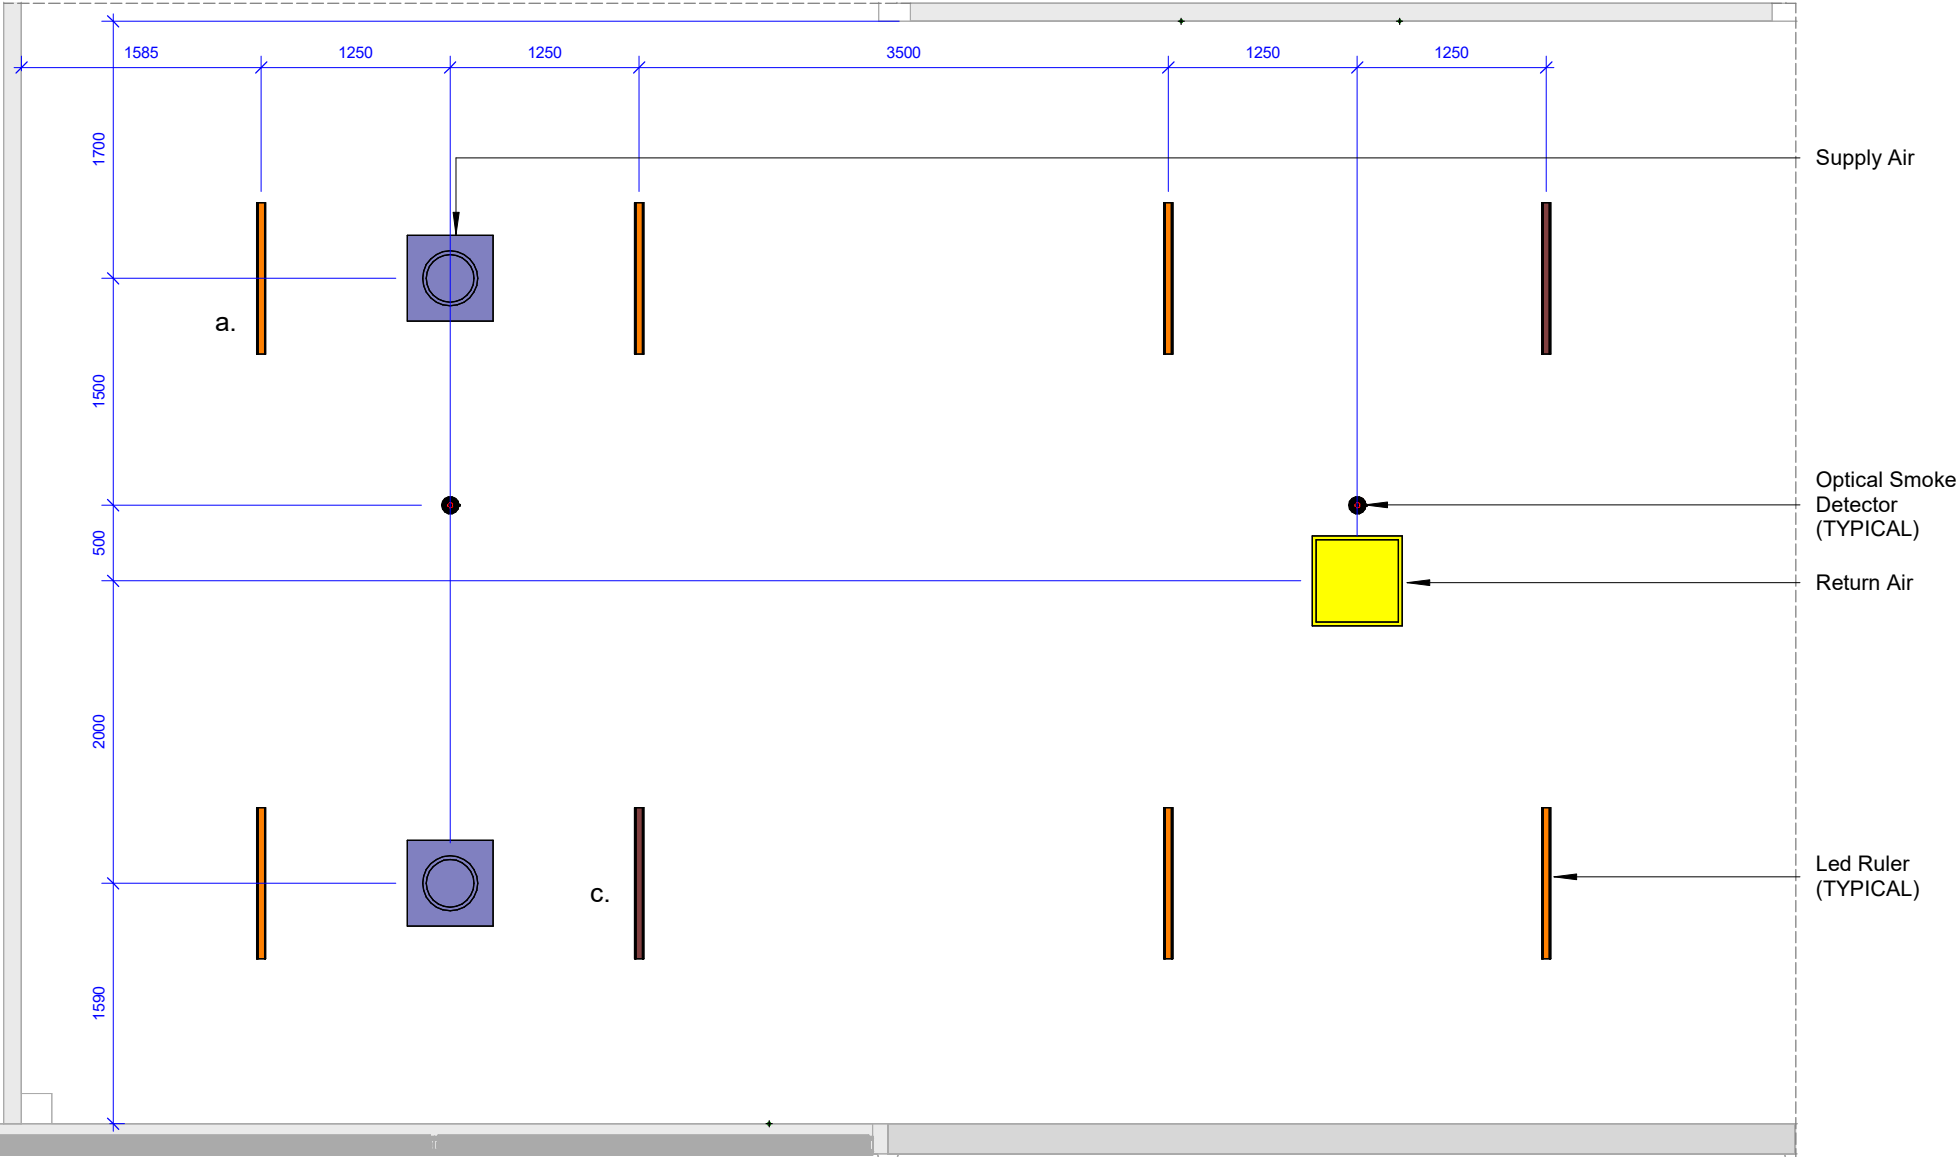 1585 1250 1250 3500 1250 1250
1700
Supply Air
a.
1500
Optical Smoke
Detector
(TYPICAL)
500
Return Air
2000
Led Ruler
(TYPICAL)
c.
1590